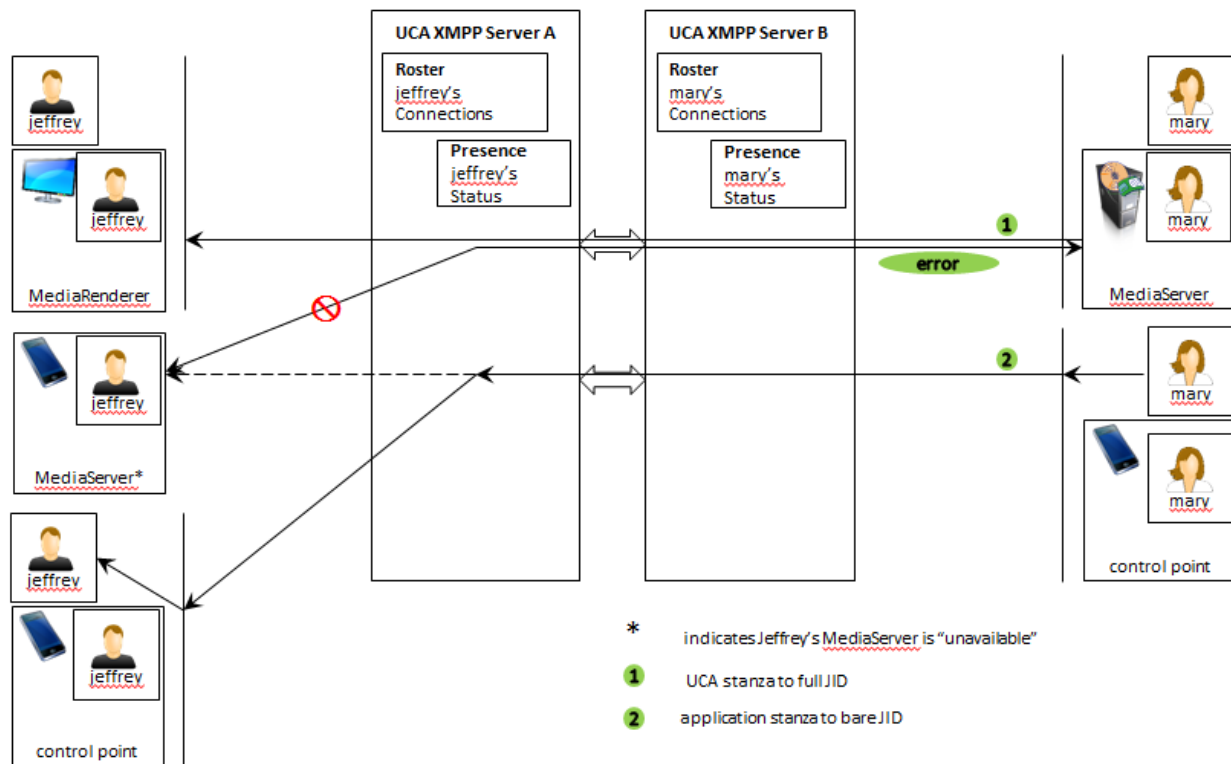 UCA XMPP Server A
Roster
jeffrey's
Connections
Presence
jeffrey's
Status
UCA XMPP Server B
Roster
mary's
Connections
Presence
mary's
Status
jeffrey
jeffrey
MediaRenderer
jeffrey
MediaServer*
jeffrey
jeffrey
control point
1
error
2
mary
mary
MediaServer
mary
mary
control point
* indicates Jeffrey's MediaServer is “unavailable”
1 UCA stanza to full JID
2 application stanza to bare JID